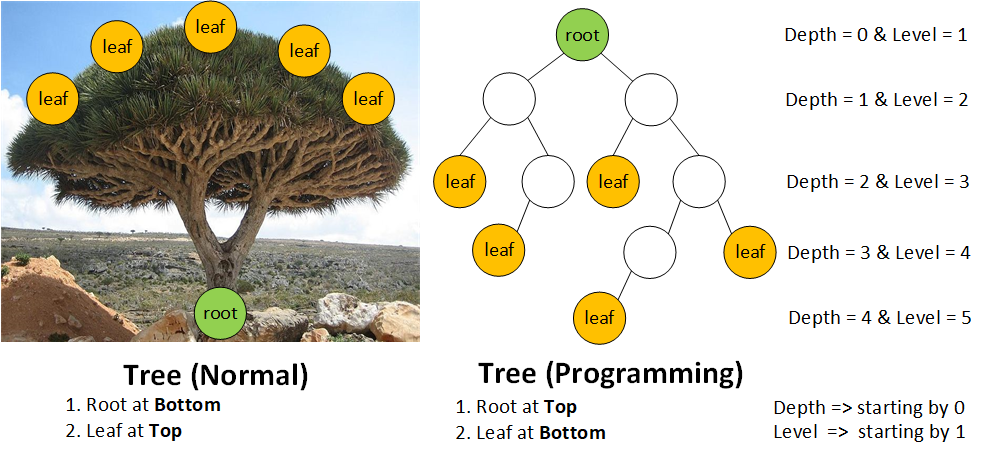 leaf
leaf
leaf
leaf
leaf
root
Tree (Normal)
1. Root at Bottom
2. Leaf at Top
root
Depth = 0 & Level = 1
Depth = 1 & Level = 2
leaf
leaf
Depth = 2 & Level = 3
leaf
leaf
Depth = 3 & Level = 4
leaf
Depth = 4 & Level = 5
Tree (Programming)
1. Root at Top
2. Leaf at Bottom
Depth => starting by 0
Level => starting by 1